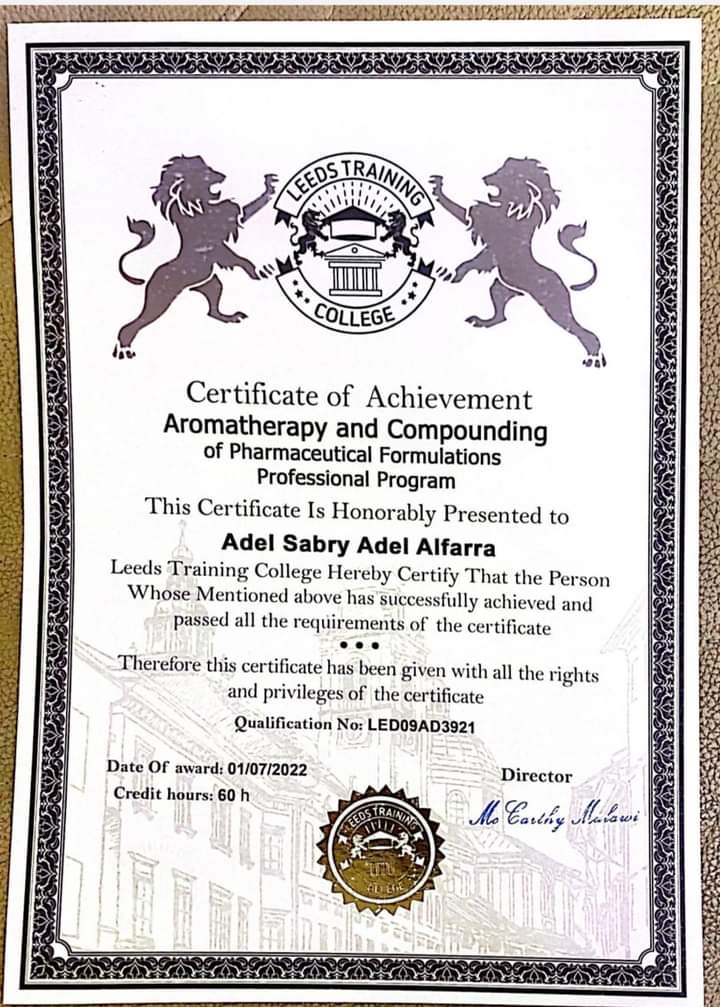 LEEDS TRAINING
COLLEGE
Certificate of Achievement
Aromatherapy and Compounding
of Pharmaceutical Formulations
Professional Program
This Certificate Is Honorably Presented to
Adel Sabry Adel Alfarra
Leeds Training College Hereby Certify That the Person
Whose Mentioned above has successfully achieved and
passed all the requirements of the certificate
Therefore this certificate has been given with all the rights
and privileges of the certificate
Qualification No: LED09AD3921
Date Of award: 01/07/2022
Credit hours: 60 h
Director
Mo Carthy Mulawi
LEEDS TRAINING
COLLEGE